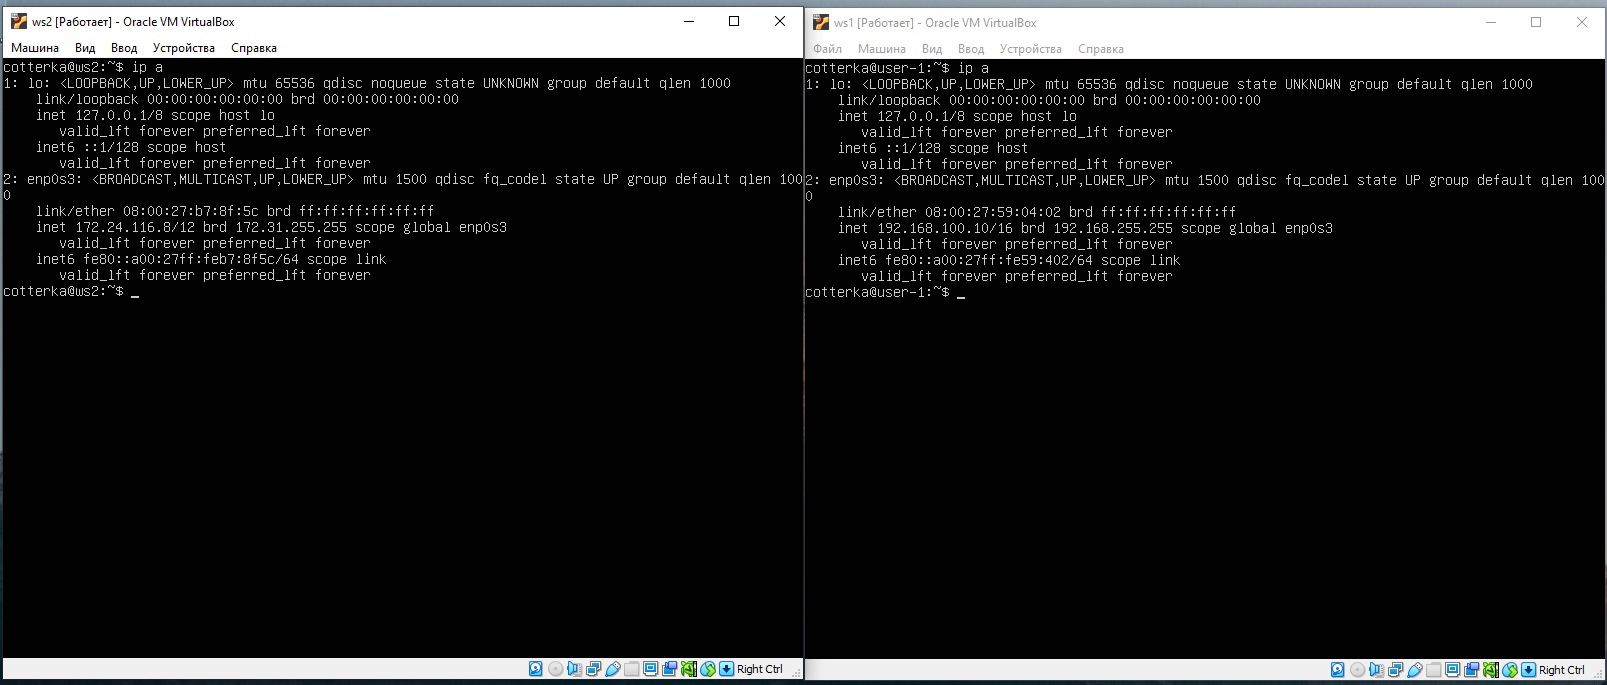 ws2 [Работает] - Oracle VM VirtualBox
Машина Вид Ввод Устройства Справка
cotterka@ws2:~$ ip a
1: lo: <LOOPBACK,UP,LOWER_UP> mtu 65536 qdisc noqueue state UNKNOWN group default qlen 1000
link/loopback 00:00:00:00:00:00 brd 00:00:00:00:00:00
inet 127.0.0.1/8 scope host lo
valid_lft forever preferred_lft forever
inet6 ::1/128 scope host
valid_lft forever preferred_lft forever
2: enp0s3: <BROADCAST,MULTICAST,UP,LOWER_UP> mtu 1500 qdisc fq_codel state UP group default qlen 100
0
link/ether 08:00:27:b7:8f:5c brd ff:ff:ff:ff:ff:ff
inet 172.24.116.8/12 brd 172.31.255.255 scope global enp0s3
valid_lft forever preferred_lft forever
inet6 fe80::a00:27ff:feb7:8f5c/64 scope link
valid_lft forever preferred_lft forever
cotterka@ws2:~$ _
Right Ctrl
ws1 [Работает] - Oracle VM VirtualBox
Файл Машина Вид Ввод Устройства Справка
cotterka@user-1:~$ ip a
1: lo: <LOOPBACK,UP,LOWER_UP> mtu 65536 qdisc noqueue state UNKNOWN group default qlen 1000
link/loopback 00:00:00:00:00:00 brd 00:00:00:00:00:00
inet 127.0.0.1/8 scope host lo
valid_lft forever preferred_lft forever
inet6 ::1/128 scope host
valid_lft forever preferred_lft forever
2: enp0s3: <BROADCAST,MULTICAST,UP,LOWER_UP> mtu 1500 qdisc fq_codel state UP group default qlen 100
0
link/ether 08:00:27:59:04:02 brd ff:ff:ff:ff:ff:ff
inet 192.168.100.10/16 brd 192.168.255.255 scope global enp0s3
valid_lft forever preferred_lft forever
inet6 fe80::a00:27ff:fe59:402/64 scope link
valid_lft forever preferred_lft forever
cotterka@user-1:~$ _
Right Ctrl